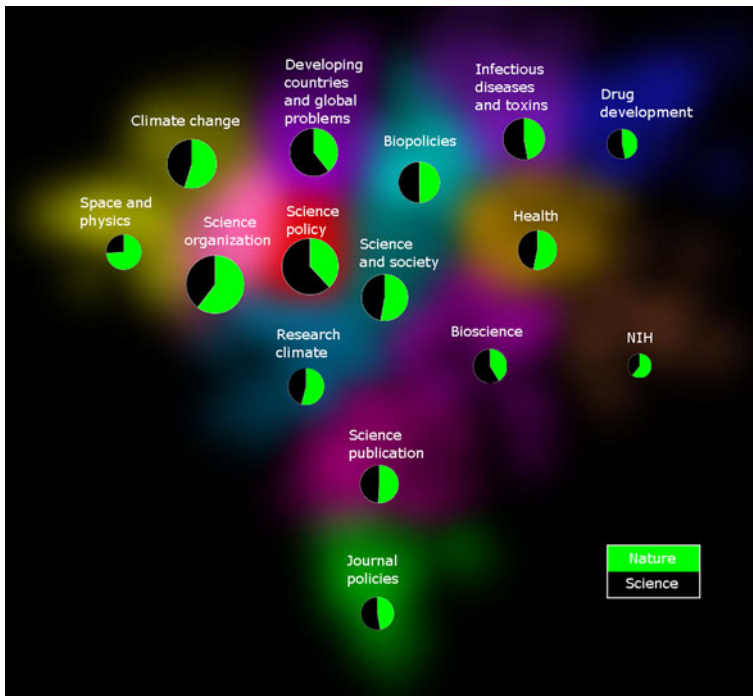 Developing
countries
and global
problems
Infectious
diseases
and toxins
Drug
development
Climate change
Biopolicies
Space and
physics
Science
organization
Science
policy
Science
and society
Health
Research
climate
Bioscience
NIH
Science
publication
Journal
policies
Nature
Science